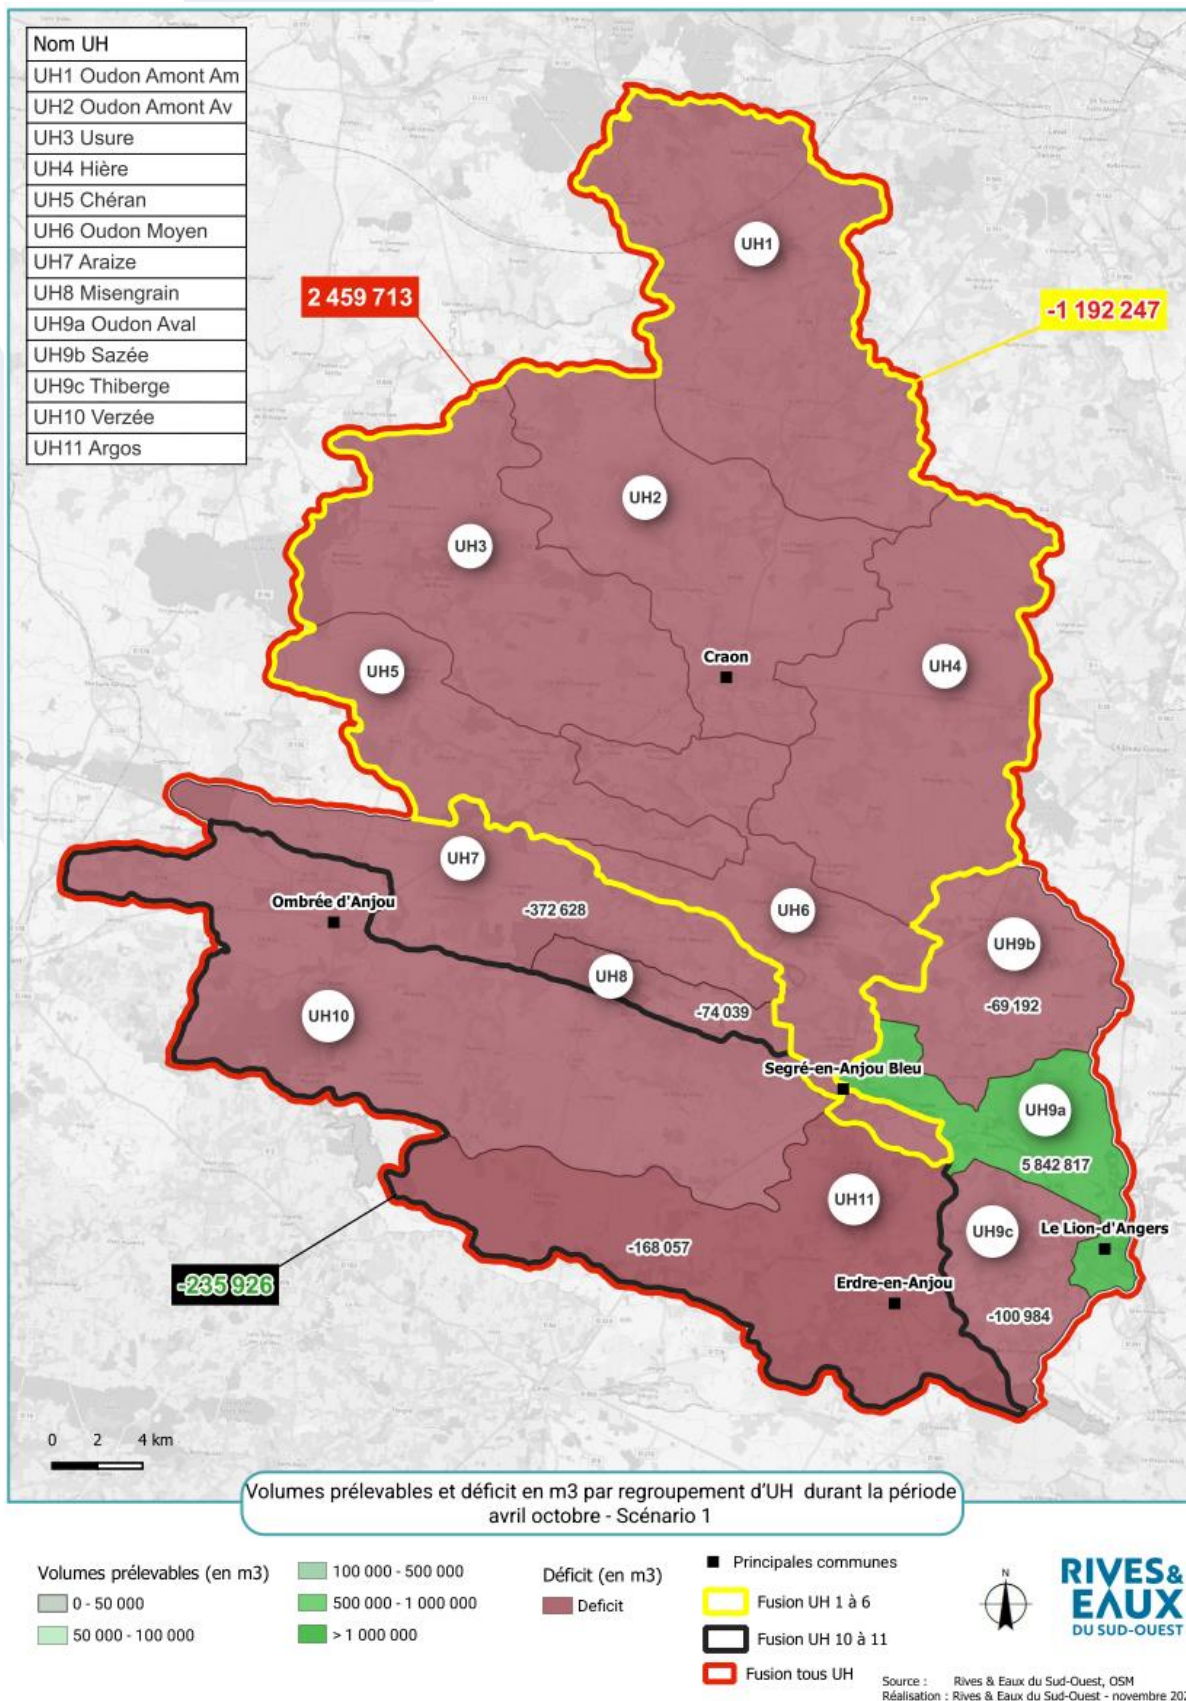 Nom UH
UH1 Oudon Amont Am
UH2 Oudon Amont Av
UH3 Usure
UH4 Hière
UH5 Chéran
UH6 Oudon Moyen
UH7 Araize
UH8 Misengrain
UH9a Oudon Aval
UH9b Sazée
UH9c Thiberge
UH10 Verzée
UH11 Argos
UH1
2 459 713
-1 192 247
UH2
UH3
Craon
UH4
UH5
UH7
Ombrée d'Anjou
-372 628
UH6
UH9b
UH8
-69 192
-74 039
UH10
Segré-en-Anjou Bleu
UH9a
5 842 817
UH11
UH9c
Le Lion-d'Angers
-168 057
-235 926
Erdre-en-Anjou
-100 984
0 2 4 km
Volumes prélevables et déficit en m3 par regroupement d'UH durant la période
avril octobre - Scénario 1
Volumes prélevables (en m3)
0 - 50 000
50 000 - 100 000
100 000 - 500 000
500 000 - 1 000 000
> 1 000 000
Déficit (en m3)
Deficit
Principales communes
Fusion UH 1 à 6
Fusion UH 10 à 11
Fusion tous UH
N
RIVES&
EAUX
DU SUD-OUEST
Source : Rives & Eaux du Sud-Ouest, OSM
Réalisation : Rives & Eaux du Sud-Ouest - novembre